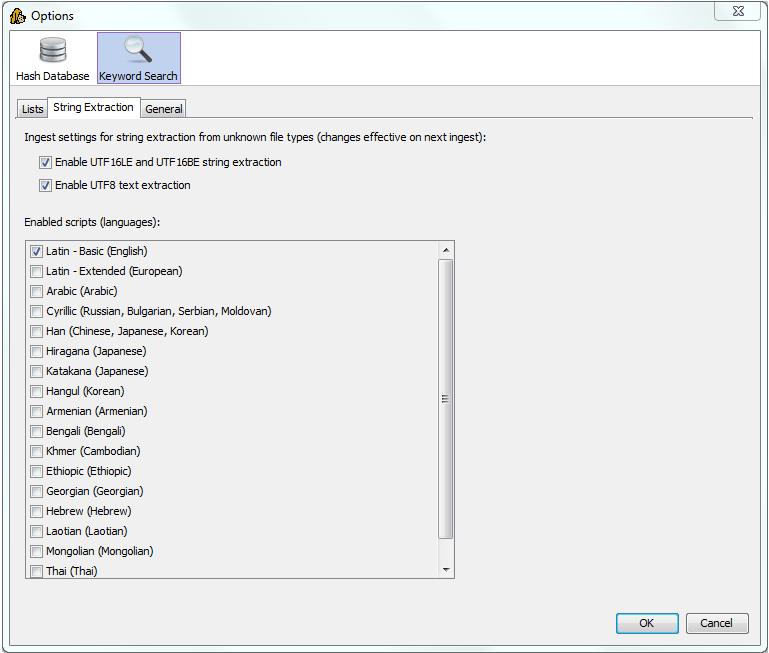 Options
Hash Database
Keyword Search
Lists
String Extraction
General
Ingest settings for string extraction from unknown file types (changes effective on next ingest):
Enable UTF16LE and UTF16BE string extraction
Enable UTF8 text extraction
Enabled scripts (languages):
Latin - Basic (English)
Latin - Extended (European)
Arabic (Arabic)
Cyrillic (Russian, Bulgarian, Serbian, Moldovan)
Han (Chinese, Japanese, Korean)
Hiragana (Japanese)
Katakana (Japanese)
Hangul (Korean)
Armenian (Armenian)
Bengali (Bengali)
Khmer (Cambodian)
Ethiopic (Ethiopic)
Georgian (Georgian)
Hebrew (Hebrew)
Laotian (Laotian)
Mongolian (Mongolian)
Thai (Thai)
OK
Cancel